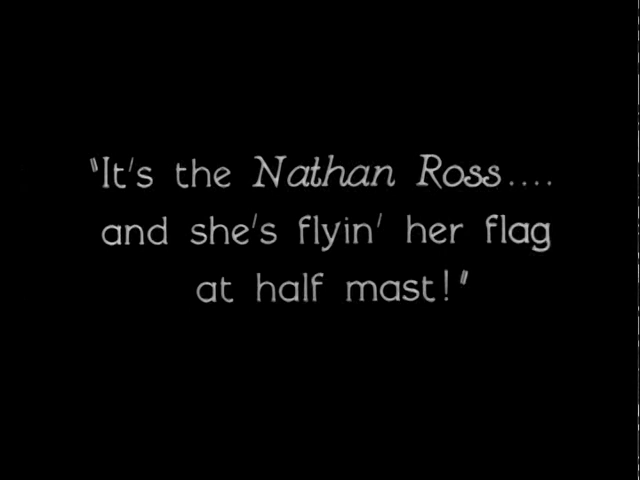 "It's the Nathan Ross....
and she's flyin' her flag
at half mast!"